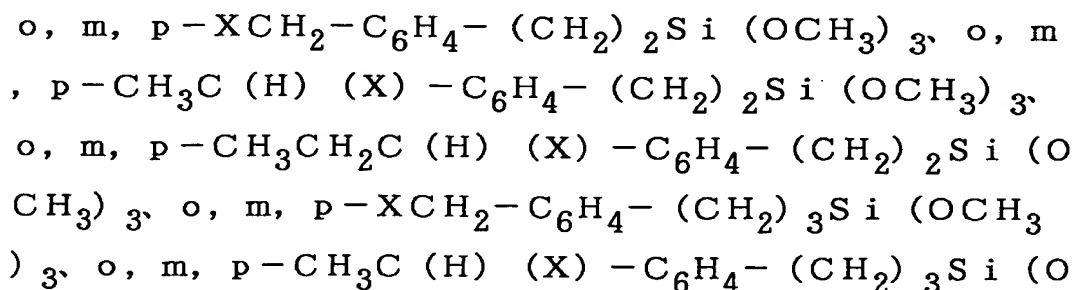 o, m, p－XCH₂－C₆H₄－(CH₂)₂Si(OCH₃)₃、o, m
, p－CH₃C(H)(X)－C₆H₄－(CH₂)₂Si(OCH₃)₃、
o, m, p－CH₃CH₂C(H)(X)－C₆H₄－(CH₂)₂Si(O
CH₃)₃、o, m, p－XCH₂－C₆H₄－(CH₂)₃Si(OCH₃
)₃、o, m, p－CH₃C(H)(X)－C₆H₄－(CH₂)₃Si(O